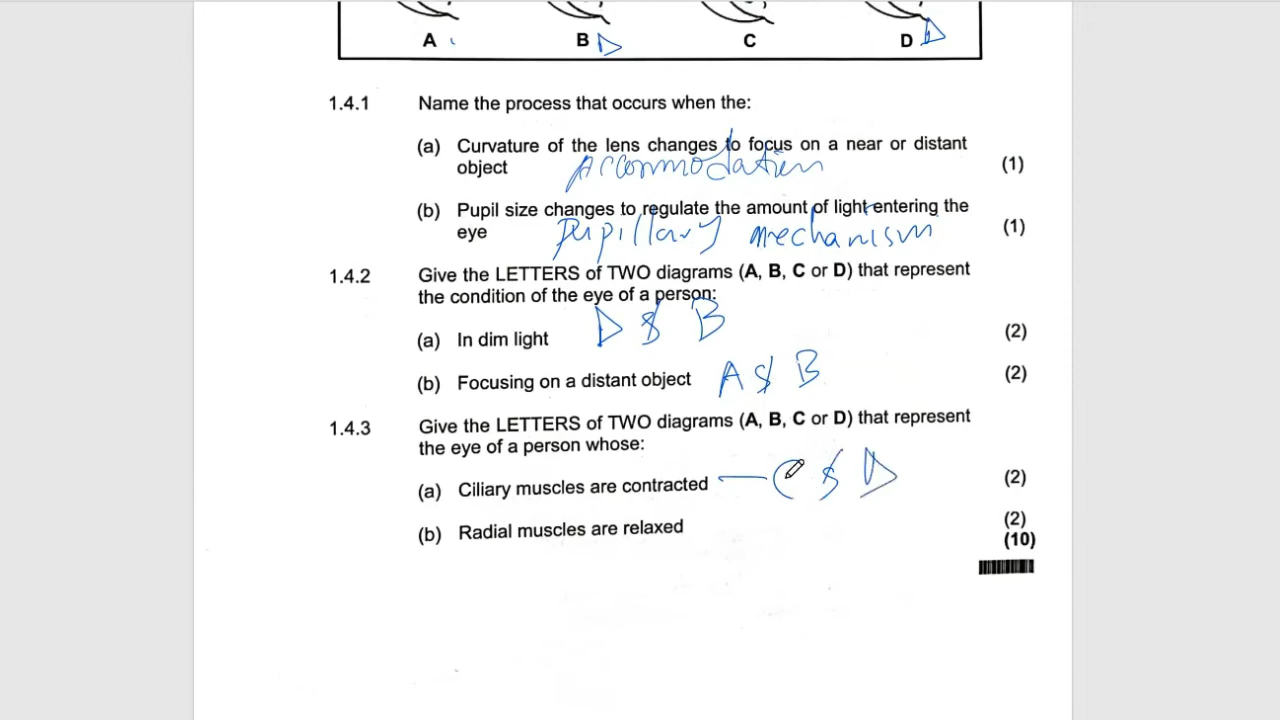 A B D C D D
1.4.1 Name the process that occurs when the:
(a) Curvature of the lens changes to focus on a near or distant
object Accommodation (1)
(b) Pupil size changes to regulate the amount of light entering the
eye Pupillary mechanism (1)
1.4.2 Give the LETTERS of TWO diagrams (A, B, C or D) that represent
the condition of the eye of a person:
(a) In dim light D & B (2)
(b) Focusing on a distant object A & B (2)
1.4.3 Give the LETTERS of TWO diagrams (A, B, C or D) that represent
the eye of a person whose:
(a) Ciliary muscles are contracted — C & D (2)
(b) Radial muscles are relaxed (2)
(10)